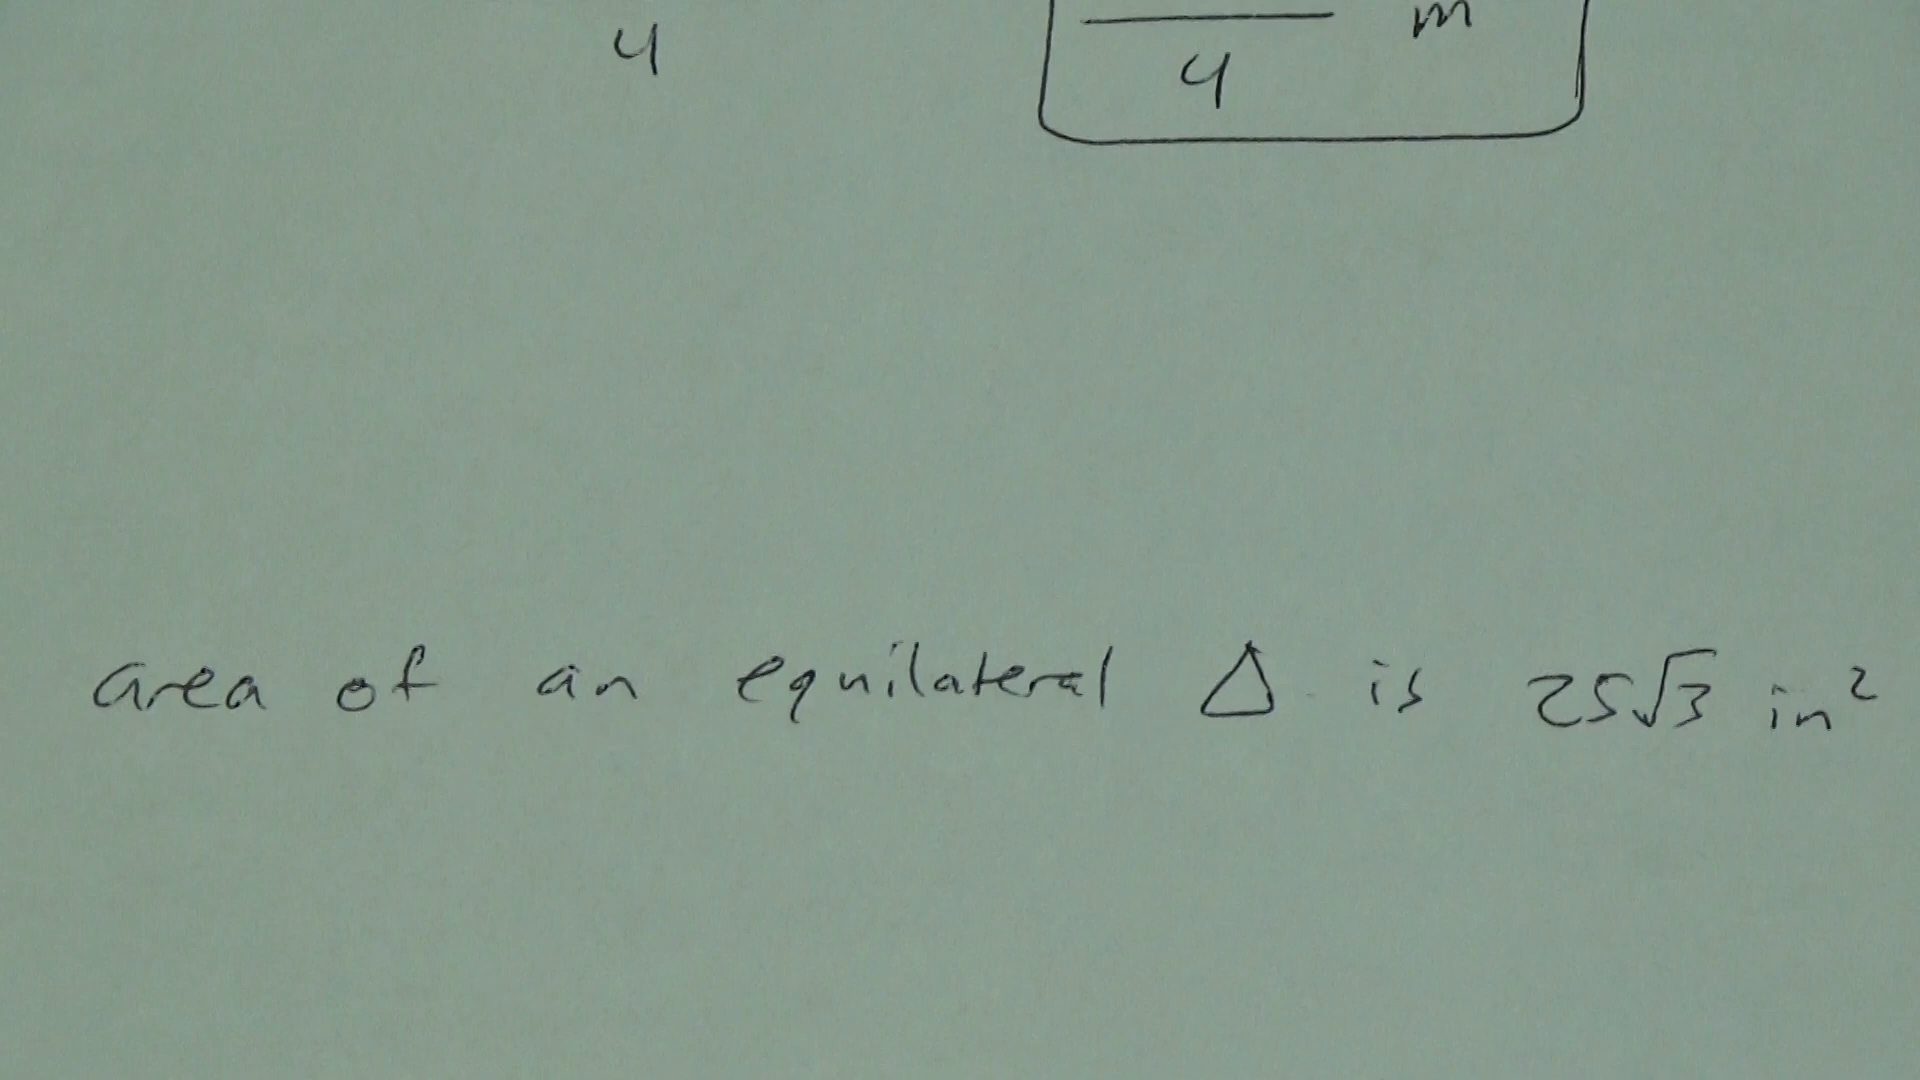 4
4 m
area of an equilateral Δ is 25√3 in²